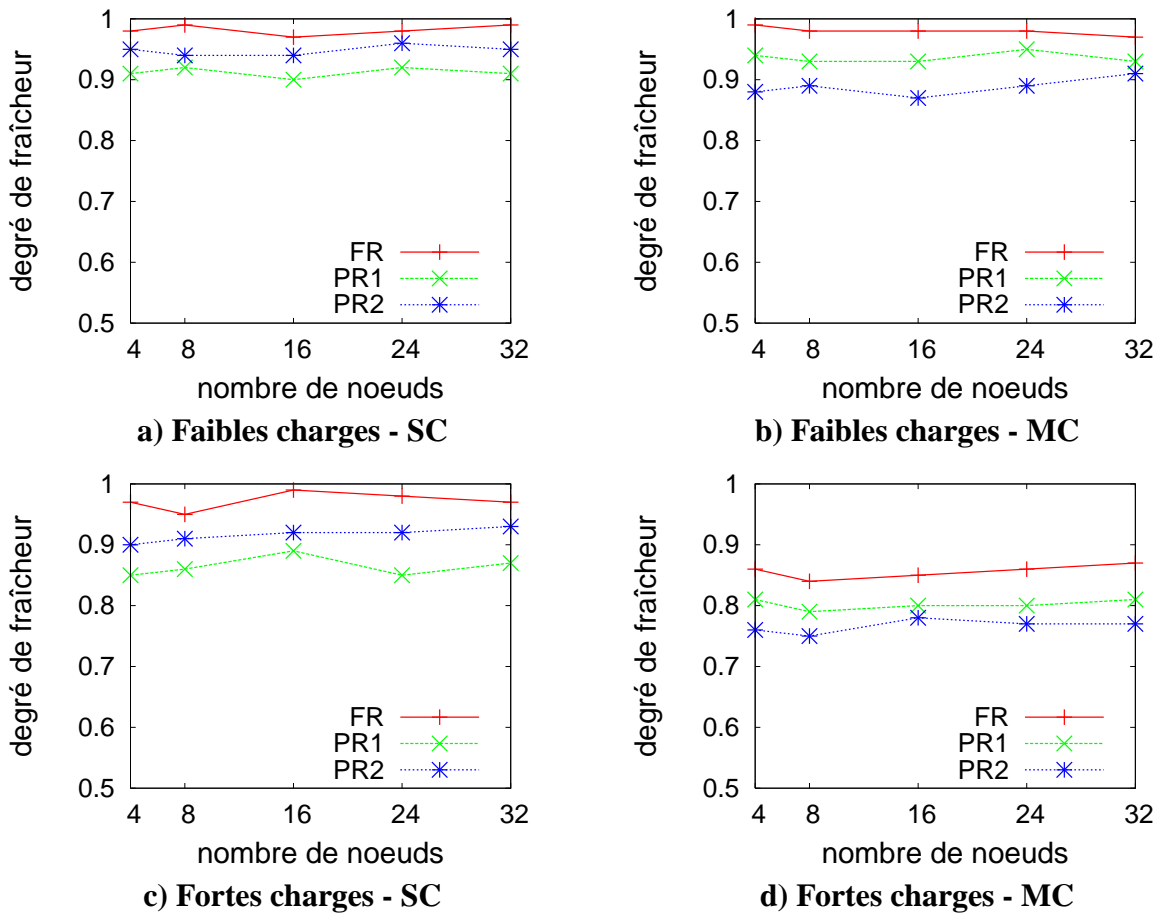 1
0.9
0.8
0.7
0.6
0.5
degré de fraîcheur
FR
PR1
PR2
4 8 16 24 32
nombre de noeuds
a) Faibles charges - SC
1
0.9
0.8
0.7
0.6
0.5
degré de fraîcheur
FR
PR1
PR2
4 8 16 24 32
nombre de noeuds
b) Faibles charges - MC
1
0.9
0.8
0.7
0.6
0.5
degré de fraîcheur
FR
PR1
PR2
4 8 16 24 32
nombre de noeuds
c) Fortes charges - SC
1
0.9
0.8
0.7
0.6
0.5
degré de fraîcheur
FR
PR1
PR2
4 8 16 24 32
nombre de noeuds
d) Fortes charges - MC